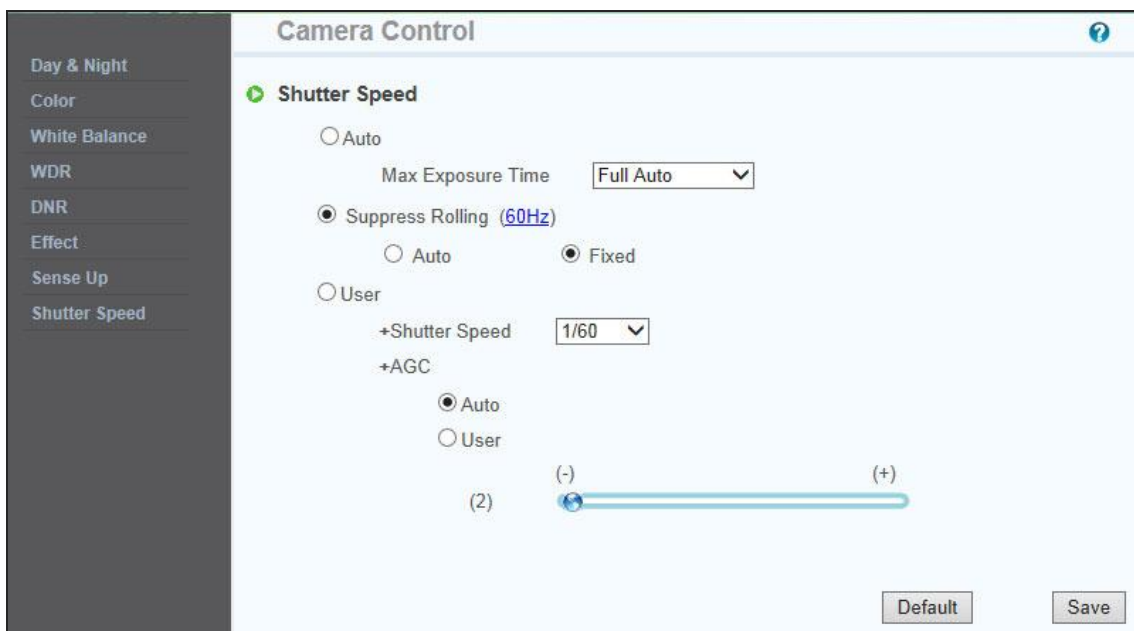 Camera Control
?
Day & Night
Color
White Balance
WDR
DNR
Effect
Sense Up
Shutter Speed
Shutter Speed
Auto
Max Exposure Time Full Auto
Suppress Rolling (60Hz)
Auto Fixed
User
+Shutter Speed 1/60
+AGC
Auto
User
(-) (+)
(2)
Default Save